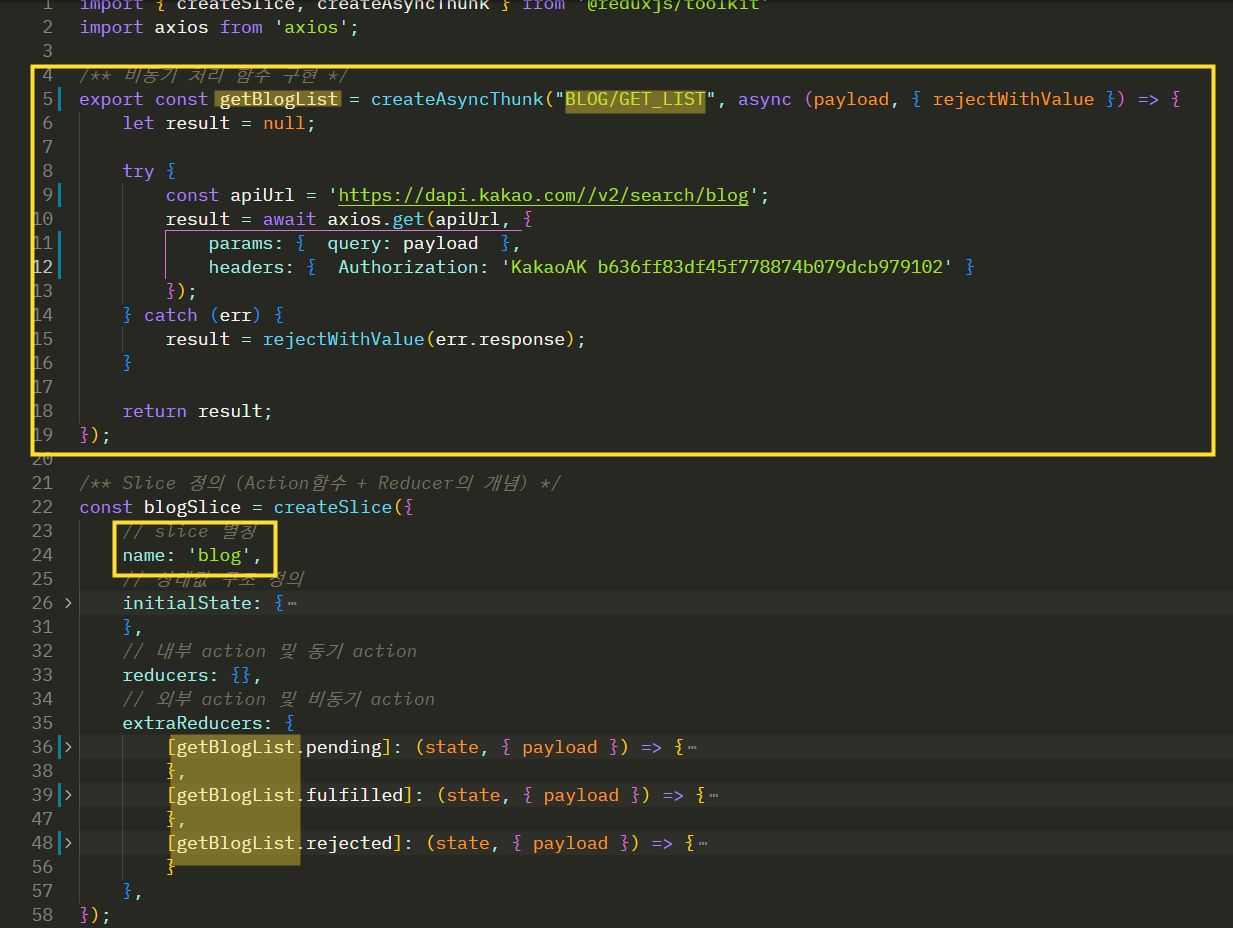 1 import { createSlice, createAsyncThunk } from '@reduxjs/toolkit'
2 import axios from 'axios';
3
4 /** 비동기 처리 함수 구현 */
5 export const getBlogList = createAsyncThunk("BLOG/GET_LIST", async (payload, { rejectWithValue }) => {
6 let result = null;
7
8 try {
9 const apiUrl = 'https://dapi.kakao.com//v2/search/blog';
10 result = await axios.get(apiUrl, {
11 params: { query: payload },
12 headers: { Authorization: 'KakaoAK b636ff83df45f778874b079dcb979102' }
13 });
14 } catch (err) {
15 result = rejectWithValue(err.response);
16 }
17
18 return result;
19 });
20
21 /** Slice 정의 (Action함수 + Reducer의 개념) */
22 const blogSlice = createSlice({
23 // slice 별칭
24 name: 'blog',
25 // 상태값 구조 정의
26 initialState: {⋯
31 },
32 // 내부 action 및 동기 action
33 reducers: {},
34 // 외부 action 및 비동기 action
35 extraReducers: {
36 [getBlogList.pending]: (state, { payload }) => {⋯
38 },
39 [getBlogList.fulfilled]: (state, { payload }) => {⋯
47 },
48 [getBlogList.rejected]: (state, { payload }) => {⋯
56 }
57 },
58 });